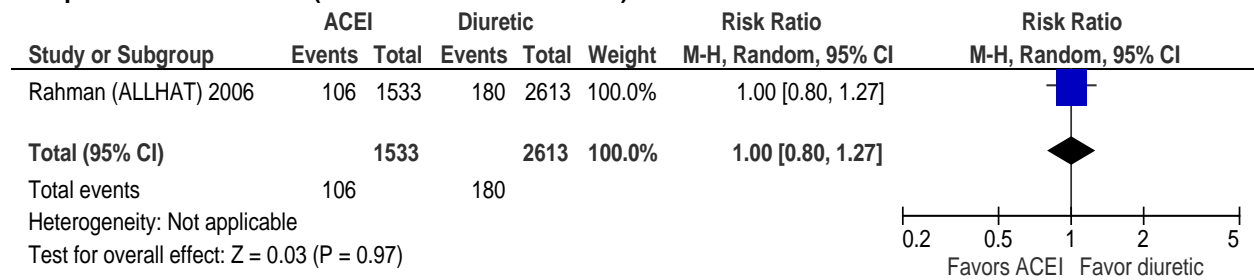 ACEI Diuretic Risk Ratio Risk Ratio
Study or Subgroup Events Total Events Total Weight M-H, Random, 95% CI M-H, Random, 95% CI
Rahman (ALLHAT) 2006 106 1533 180 2613 100.0% 1.00 [0.80, 1.27]
Total (95% CI) 1533 2613 100.0% 1.00 [0.80, 1.27]
Total events 106 180
Heterogeneity: Not applicable
Test for overall effect: Z = 0.03 (P = 0.97)
0.2 0.5 1 2 5
Favors ACEI Favor diuretic